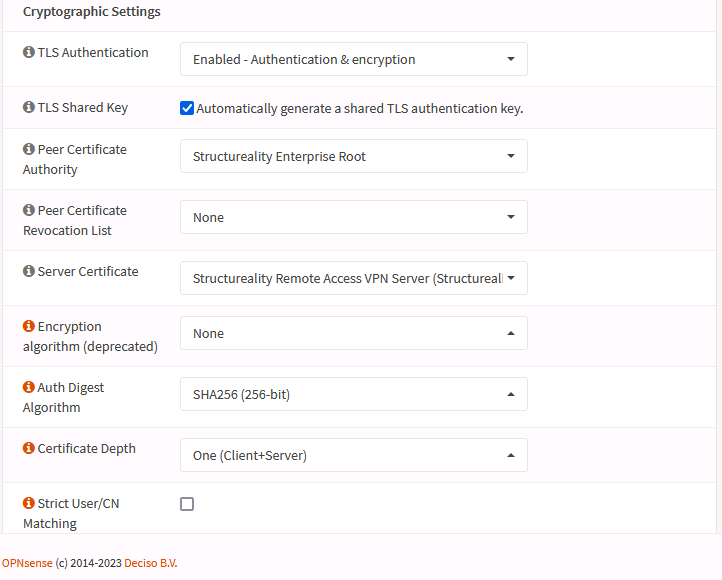 Cryptographic Settings
TLS Authentication
Enabled - Authentication & encryption
TLS Shared Key
Automatically generate a shared TLS authentication key.
Peer Certificate
Authority
Structureality Enterprise Root
Peer Certificate
Revocation List
None
Server Certificate
Structureality Remote Access VPN Server (Structureal
Encryption
algorithm (deprecated)
None
Auth Digest
Algorithm
SHA256 (256-bit)
Certificate Depth
One (Client+Server)
Strict User/CN
Matching
OPNsense (c) 2014-2023 Deciso B.V.